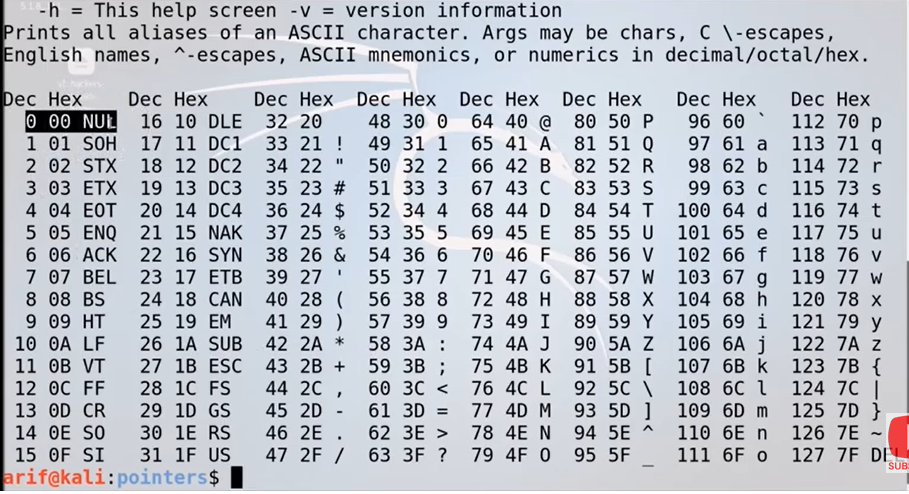 -h = This help screen -v = version information
Prints all aliases of an ASCII character. Args may be chars, C \-escapes,
English names, ^-escapes, ASCII mnemonics, or numerics in decimal/octal/hex.
Dec Hex Dec Hex Dec Hex Dec Hex Dec Hex Dec Hex Dec Hex Dec Hex
0 00 NUL 16 10 DLE 32 20 48 30 0 64 40 @ 80 50 P 96 60 ` 112 70 p
1 01 SOH 17 11 DC1 33 21 ! 49 31 1 65 41 A 81 51 Q 97 61 a 113 71 q
2 02 STX 18 12 DC2 34 22 " 50 32 2 66 42 B 82 52 R 98 62 b 114 72 r
3 03 ETX 19 13 DC3 35 23 # 51 33 3 67 43 C 83 53 S 99 63 c 115 73 s
4 04 EOT 20 14 DC4 36 24 $ 52 34 4 68 44 D 84 54 T 100 64 d 116 74 t
5 05 ENQ 21 15 NAK 37 25 % 53 35 5 69 45 E 85 55 U 101 65 e 117 75 u
6 06 ACK 22 16 SYN 38 26 & 54 36 6 70 46 F 86 56 V 102 66 f 118 76 v
7 07 BEL 23 17 ETB 39 27 ' 55 37 7 71 47 G 87 57 W 103 67 g 119 77 w
8 08 BS 24 18 CAN 40 28 ( 56 38 8 72 48 H 88 58 X 104 68 h 120 78 x
9 09 HT 25 19 EM 41 29 ) 57 39 9 73 49 I 89 59 Y 105 69 i 121 79 y
10 0A LF 26 1A SUB 42 2A * 58 3A : 74 4A J 90 5A Z 106 6A j 122 7A z
11 0B VT 27 1B ESC 43 2B + 59 3B ; 75 4B K 91 5B [ 107 6B k 123 7B {
12 0C FF 28 1C FS 44 2C , 60 3C < 76 4C L 92 5C \ 108 6C l 124 7C |
13 0D CR 29 1D GS 45 2D - 61 3D = 77 4D M 93 5D ] 109 6D m 125 7D }
14 0E SO 30 1E RS 46 2E . 62 3E > 78 4E N 94 5E ^ 110 6E n 126 7E ~
15 0F SI 31 1F US 47 2F / 63 3F ? 79 4F O 95 5F _ 111 6F o 127 7F DEL
arif@kali:pointers$
SUBS